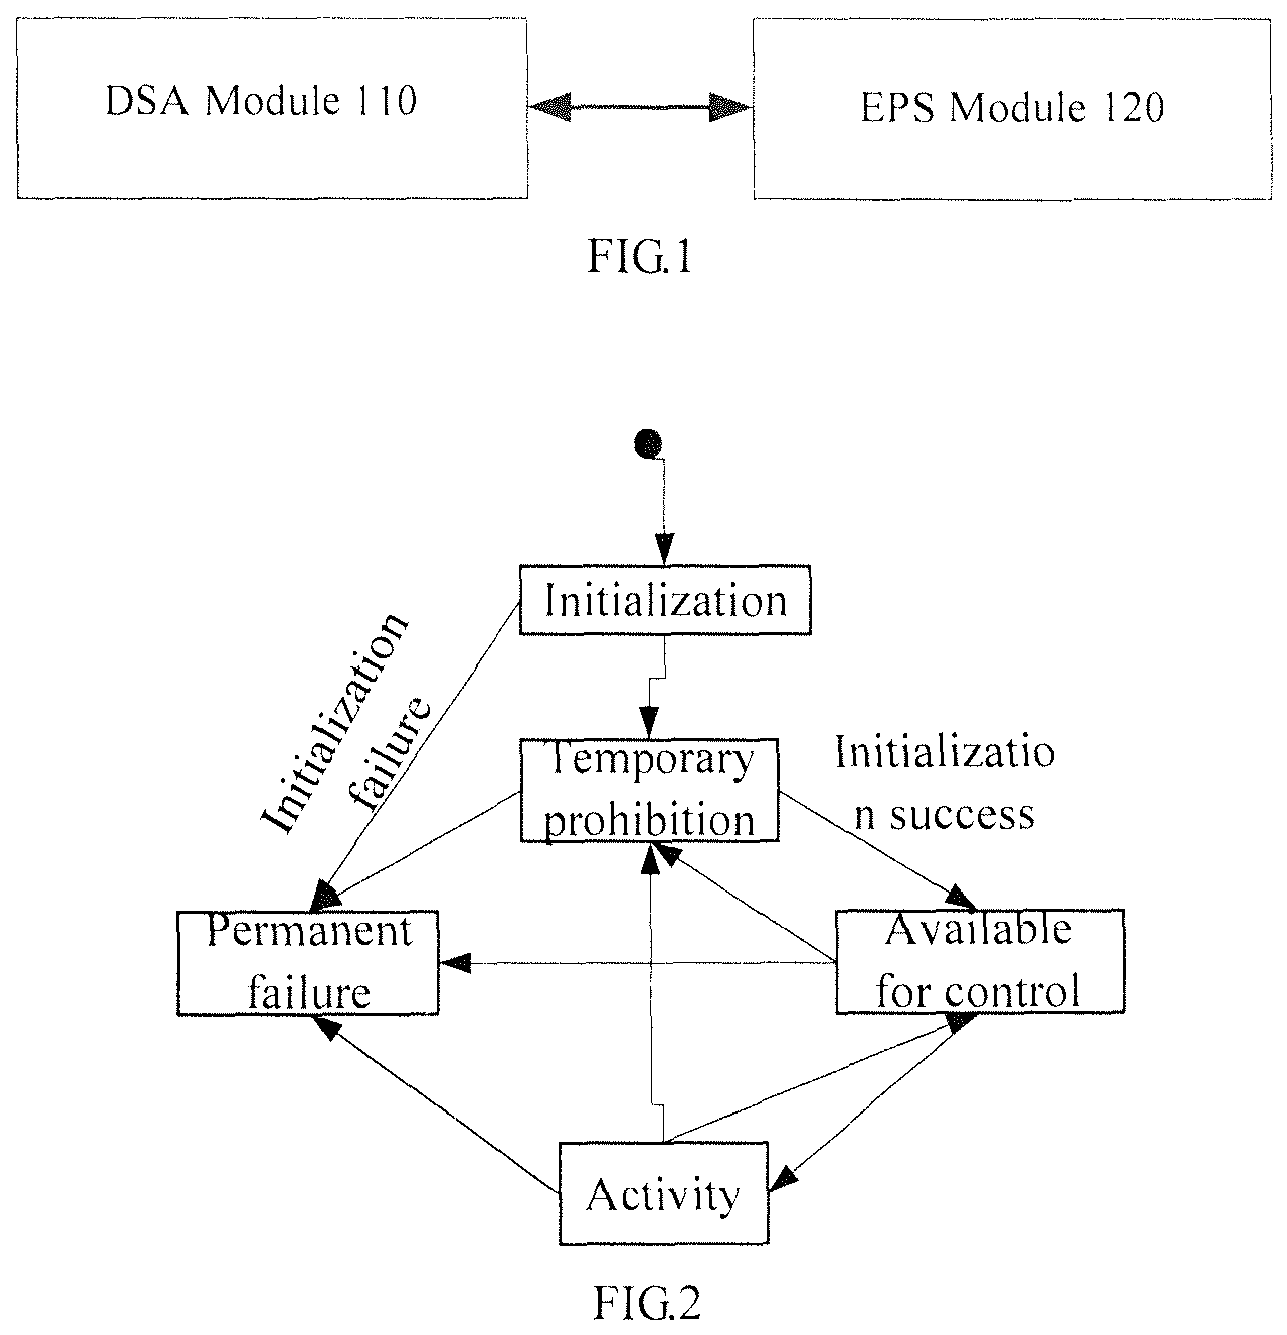 DSA Module 110
EPS Module 120
FIG.1
Initialization
Initialization
failure
Temporary
prohibition
Initializatio
n success
Permanent
failure
Available
for control
Activity
FIG.2